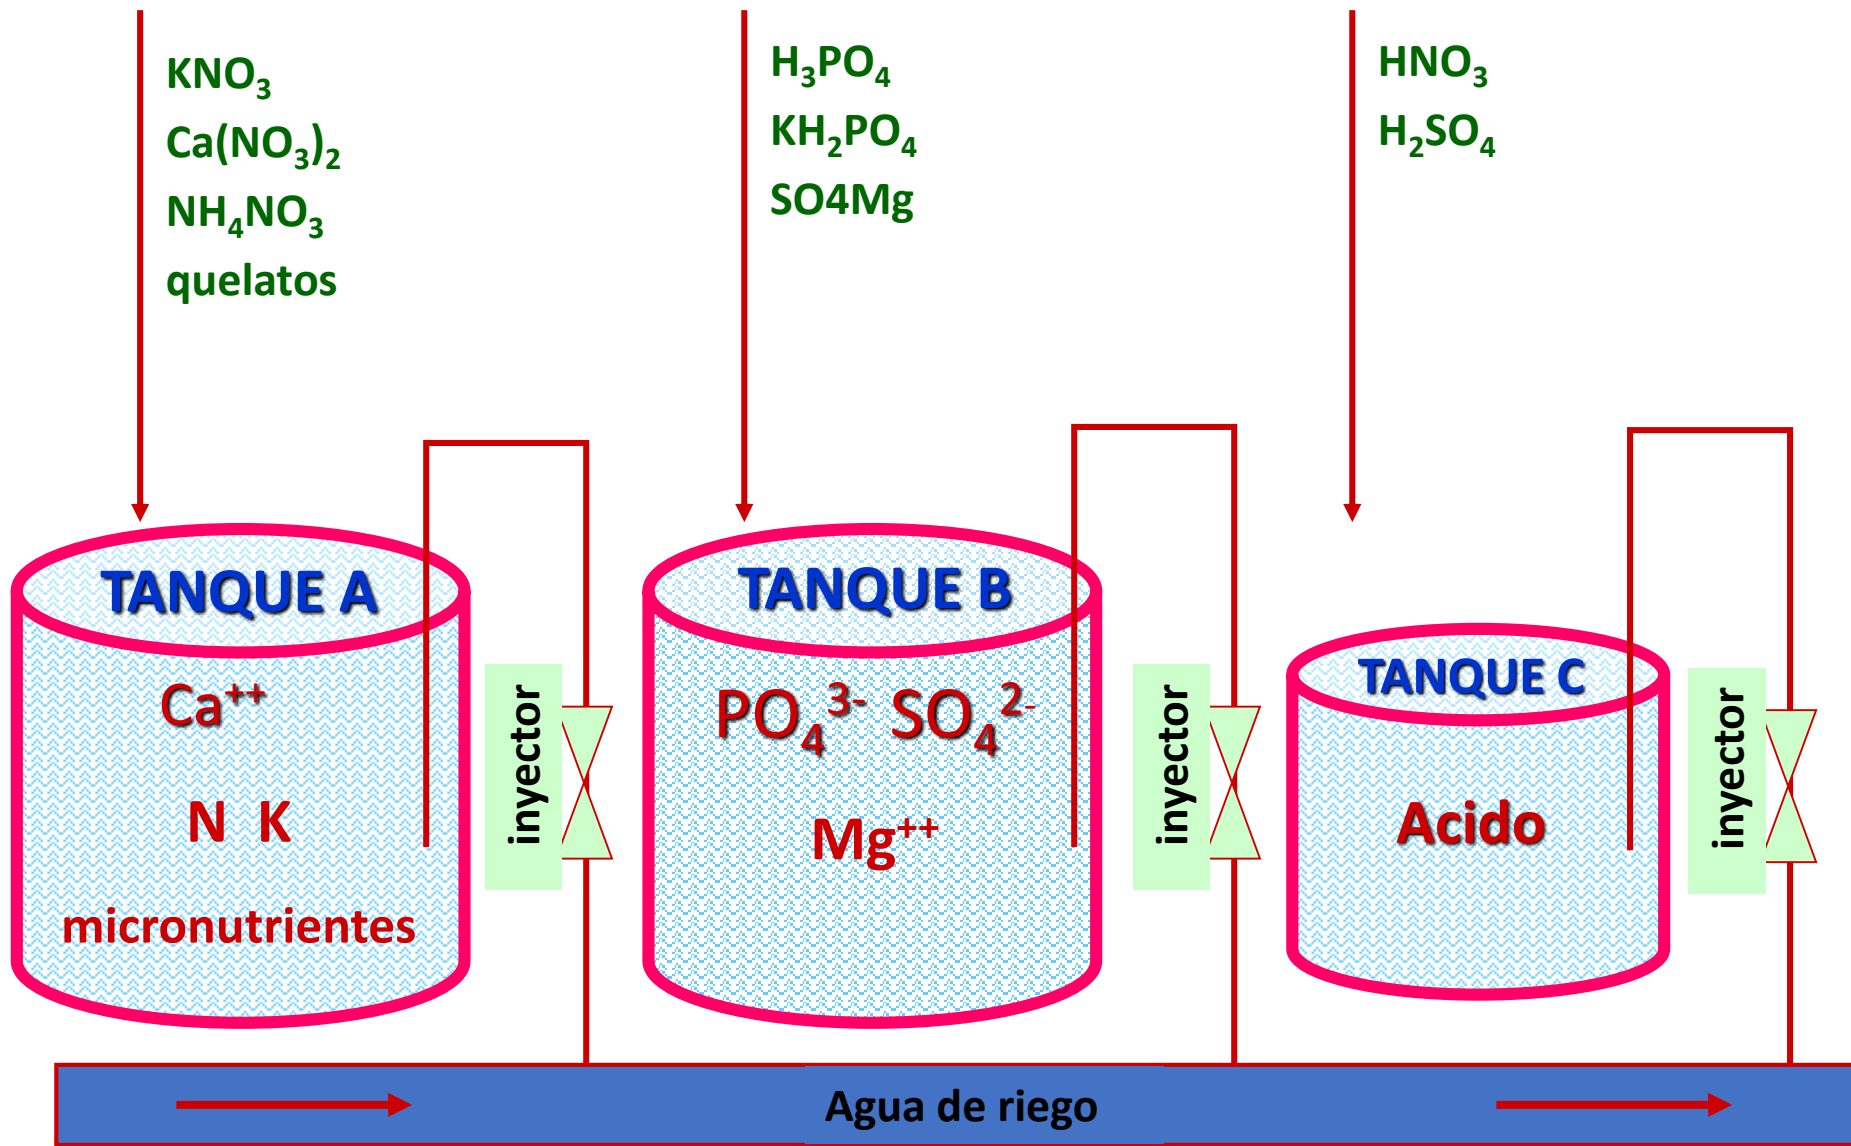 KNO₃
Ca(NO₃)₂
NH₄NO₃
quelatos
H₃PO₄
KH₂PO₄
SO4Mg
HNO₃
H₂SO₄
TANQUE A
Ca⁺⁺
N K
micronutrientes
inyector
TANQUE B
PO₄³⁻ SO₄²⁻
Mg⁺⁺
inyector
TANQUE C
Acido
inyector
Agua de riego